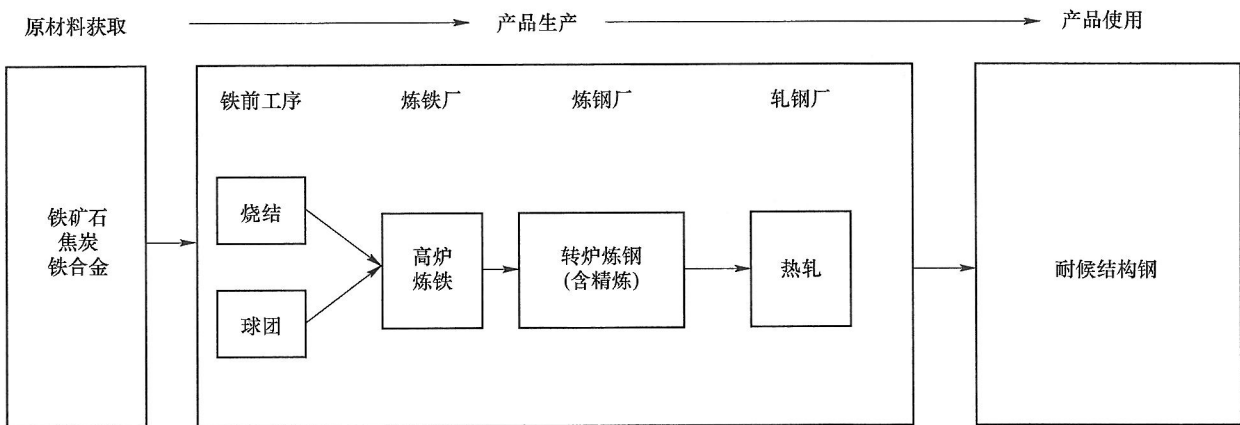 原材料获取
产品生产
产品使用
铁矿石
焦炭
铁合金
铁前工序
炼铁厂
炼钢厂
轧钢厂
烧结
球团
高炉
炼铁
转炉炼钢
(含精炼)
热轧
耐候结构钢